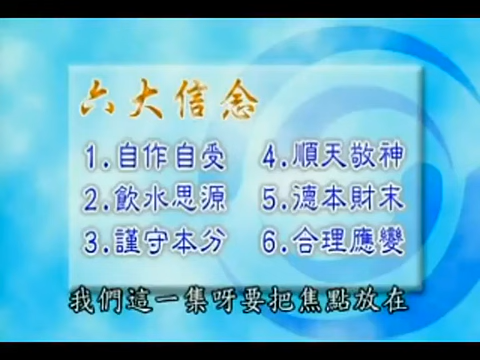 六大信念
1.自作自受
2.飲水思源
3.謹守本分
4.順天敬神
5.德本財末
6.合理應變
我們這一集呀要把焦點放在